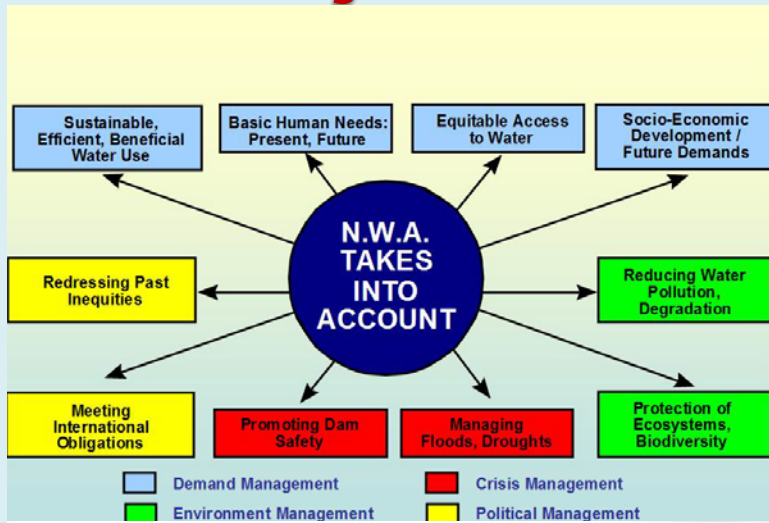 Sustainable,
Efficient, Beneficial
Water Use
Basic Human Needs:
Present, Future
Equitable Access
to Water
Socio-Economic
Development /
Future Demands
N.W.A.
TAKES
INTO
ACCOUNT
Redressing Past
Inequities
Reducing Water
Pollution,
Degradation
Meeting
International
Obligations
Promoting Dam
Safety
Managing
Floods, Droughts
Protection of
Ecosystems,
Biodiversity
Demand Management
Crisis Management
Environment Management
Political Management